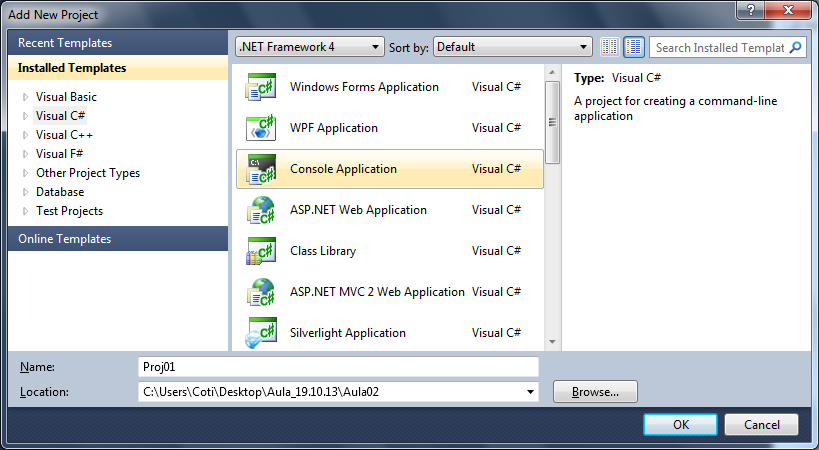 Add New Project
Recent Templates
Installed Templates
Visual Basic
Visual C#
Visual C++
Visual F#
Other Project Types
Database
Test Projects
Online Templates
.NET Framework 4 Sort by: Default Search Installed Templat
Windows Forms Application Visual C#
WPF Application Visual C#
Console Application Visual C#
ASP.NET Web Application Visual C#
Class Library Visual C#
ASP.NET MVC 2 Web Application Visual C#
Silverlight Application Visual C#
Type: Visual C#
A project for creating a command-line
application
Name: Proj01
Location: C:\Users\Coti\Desktop\Aula_19.10.13\Aula02 Browse...
OK Cancel